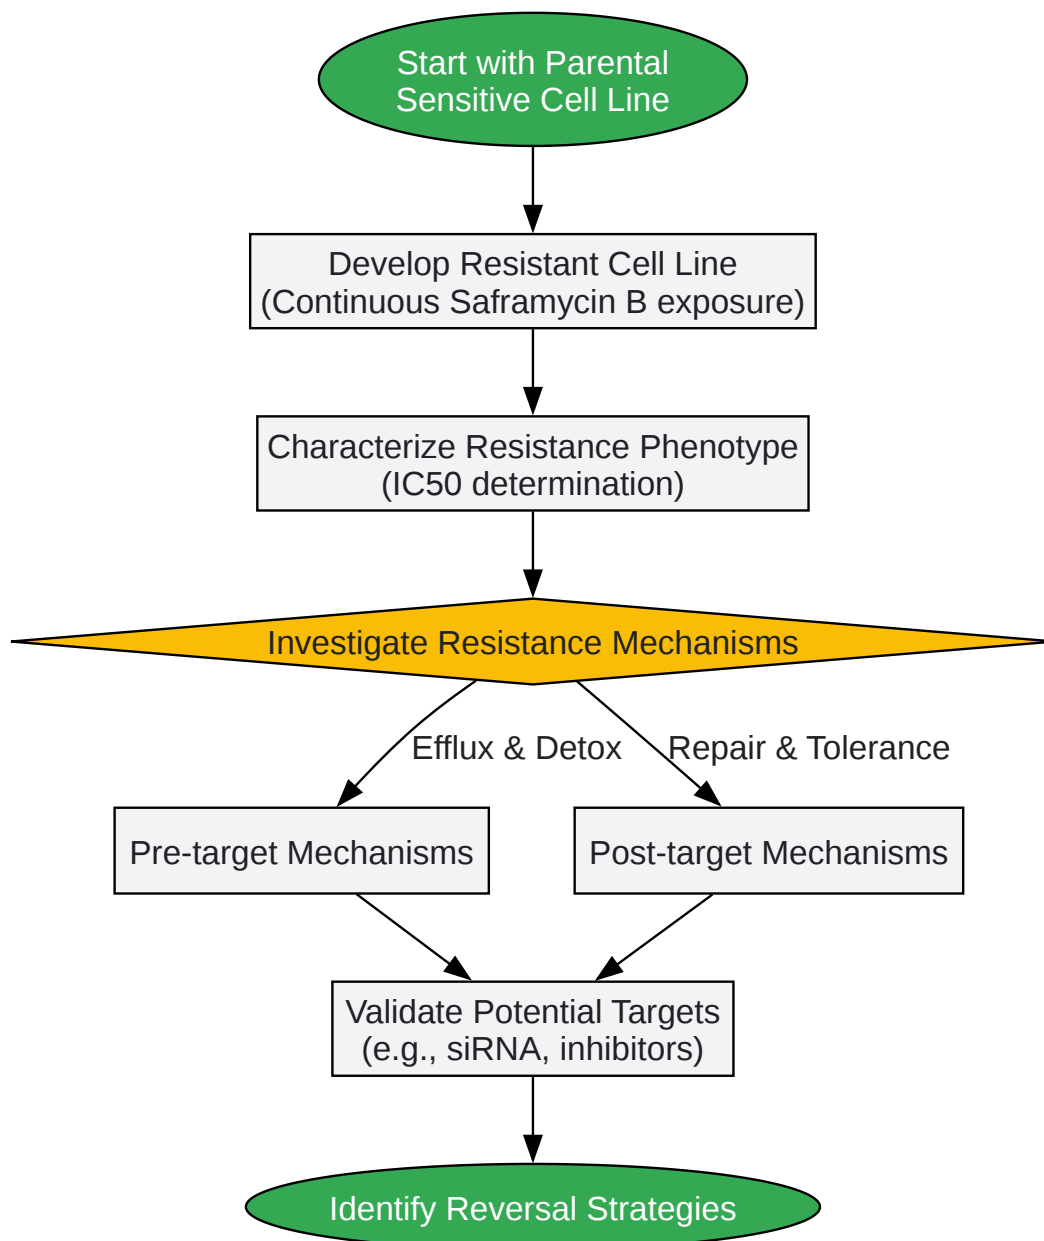 Start with Parental
Sensitive Cell Line
Develop Resistant Cell Line
(Continuous Saframycin B exposure)
Characterize Resistance Phenotype
(IC50 determination)
Investigate Resistance Mechanisms
Efflux & Detox
Repair & Tolerance
Pre-target Mechanisms
Post-target Mechanisms
Validate Potential Targets
(e.g., siRNA, inhibitors)
Identify Reversal Strategies